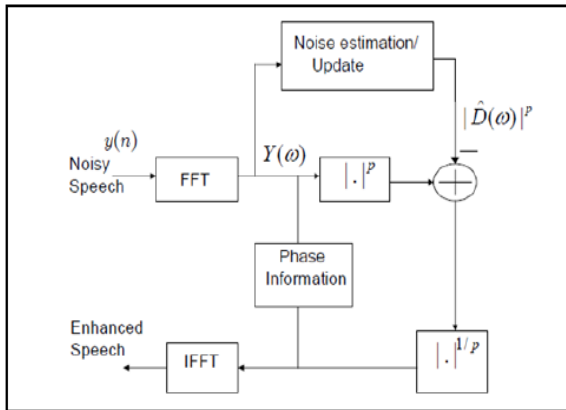 Noise estimation/
Update
|D̂(ω)|^p
y(n)
Noisy
Speech
FFT
Y(ω)
|.|^p
−
+
Phase
Information
Enhanced
Speech
IFFT
|.|^{1/p}